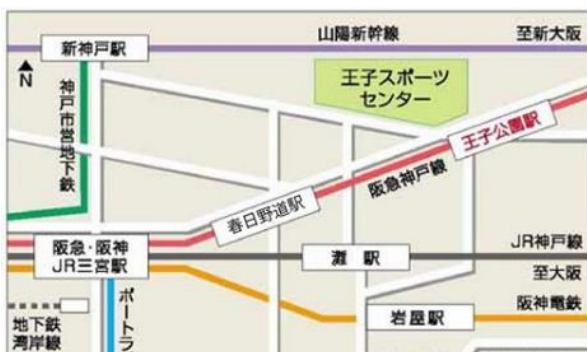 山陽新幹線
至新大阪
新神戸駅
N
神戸市営地下鉄
王子スポーツ
センター
王子公園駅
阪急神戸線
春日野道駅
阪急・阪神
JR三宮駅
灘 駅
JR神戸線
至大阪
阪神電鉄
岩屋駅
地下鉄
湾岸線
ポートラ